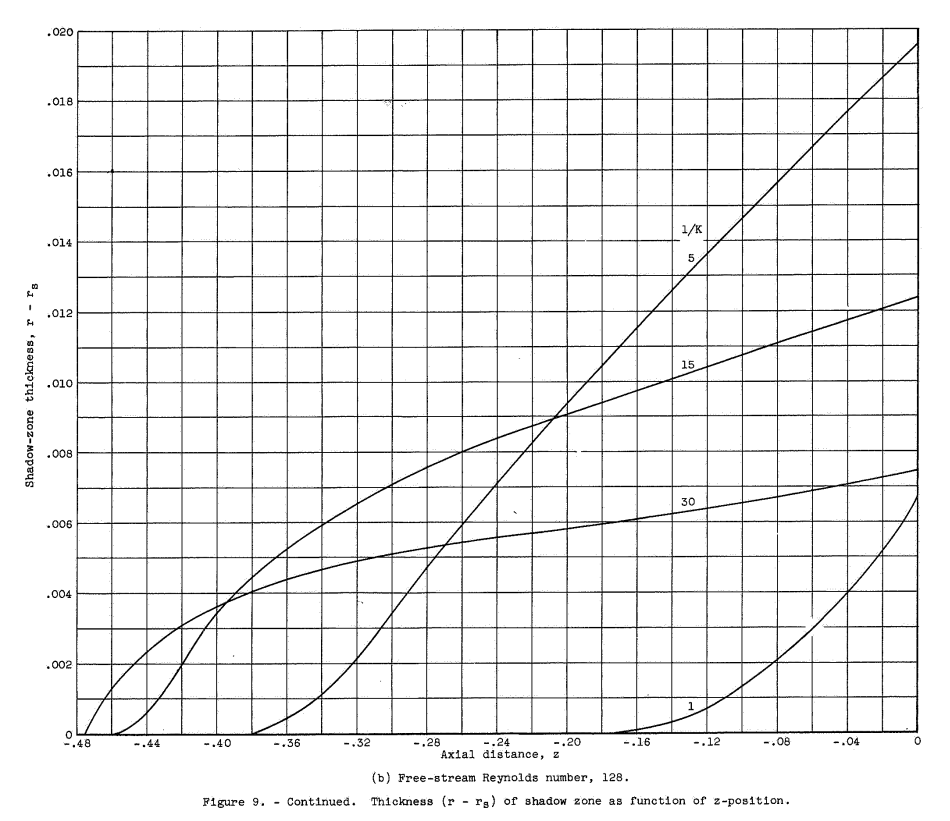 .020
.018
.016
.014
.012
.010
.008
.006
.004
.002
0
Shadow-zone thickness, r - rs
1/K
5
15
30
1
-.48 -.44 -.40 -.36 -.32 -.28 -.24 -.20 -.16 -.12 -.08 -.04 0
Axial distance, z
(b) Free-stream Reynolds number, 128.
Figure 9. - Continued. Thickness (r - rs) of shadow zone as function of z-position.